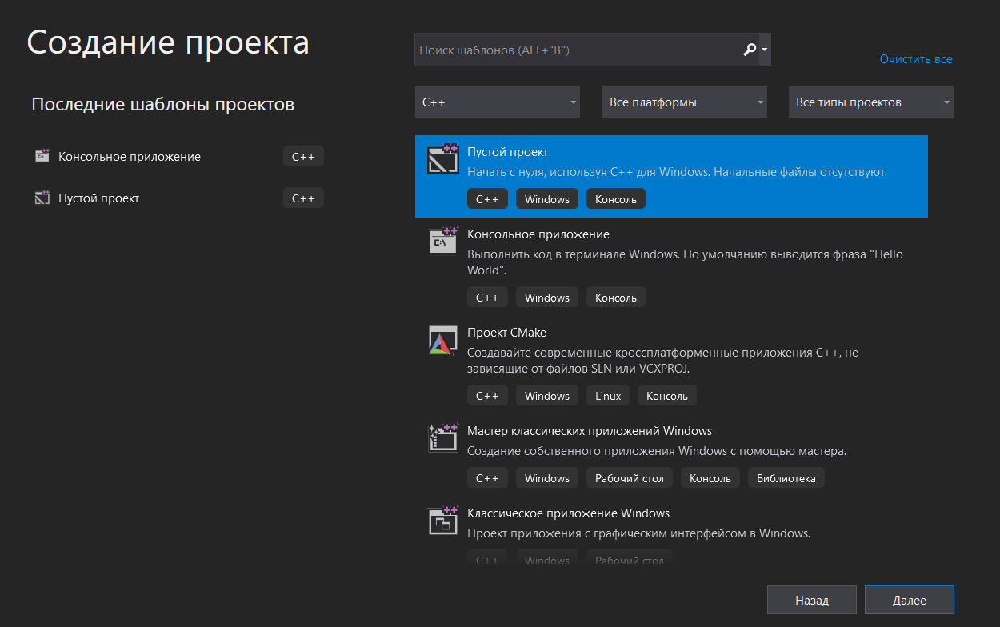 Создание проекта
Последние шаблоны проектов
Консольное приложение C++
Пустой проект C++
Поиск шаблонов (ALT+"В")
Очистить все
C++ Все платформы Все типы проектов
Пустой проект
Начать с нуля, используя C++ для Windows. Начальные файлы отсутствуют.
C++ Windows Консоль
Консольное приложение
Выполнить код в терминале Windows. По умолчанию выводится фраза "Hello
World".
C++ Windows Консоль
Проект CMake
Создавайте современные кроссплатформенные приложения C++, не
зависящие от файлов SLN или VCXPROJ.
C++ Windows Linux Консоль
Мастер классических приложений Windows
Создание собственного приложения Windows с помощью мастера.
C++ Windows Рабочий стол Консоль Библиотека
Классическое приложение Windows
Проект приложения с графическим интерфейсом в Windows.
C++ Windows Рабочий стол
Назад Далее